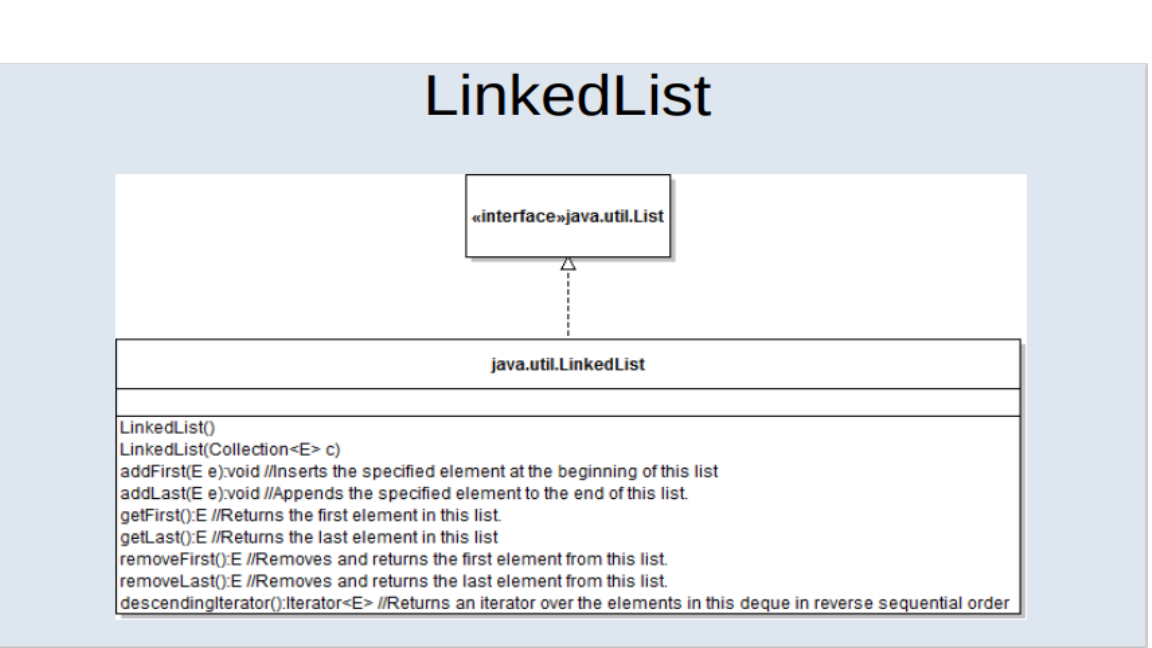 LinkedList
«interface»java.util.List
java.util.LinkedList
LinkedList()
LinkedList(Collection<E> c)
addFirst(E e):void //Inserts the specified element at the beginning of this list
addLast(E e):void //Appends the specified element to the end of this list.
getFirst():E //Returns the first element in this list.
getLast():E //Returns the last element in this list
removeFirst():E //Removes and returns the first element from this list.
removeLast():E //Removes and returns the last element from this list.
descendingIterator():Iterator<E> //Returns an iterator over the elements in this deque in reverse sequential order